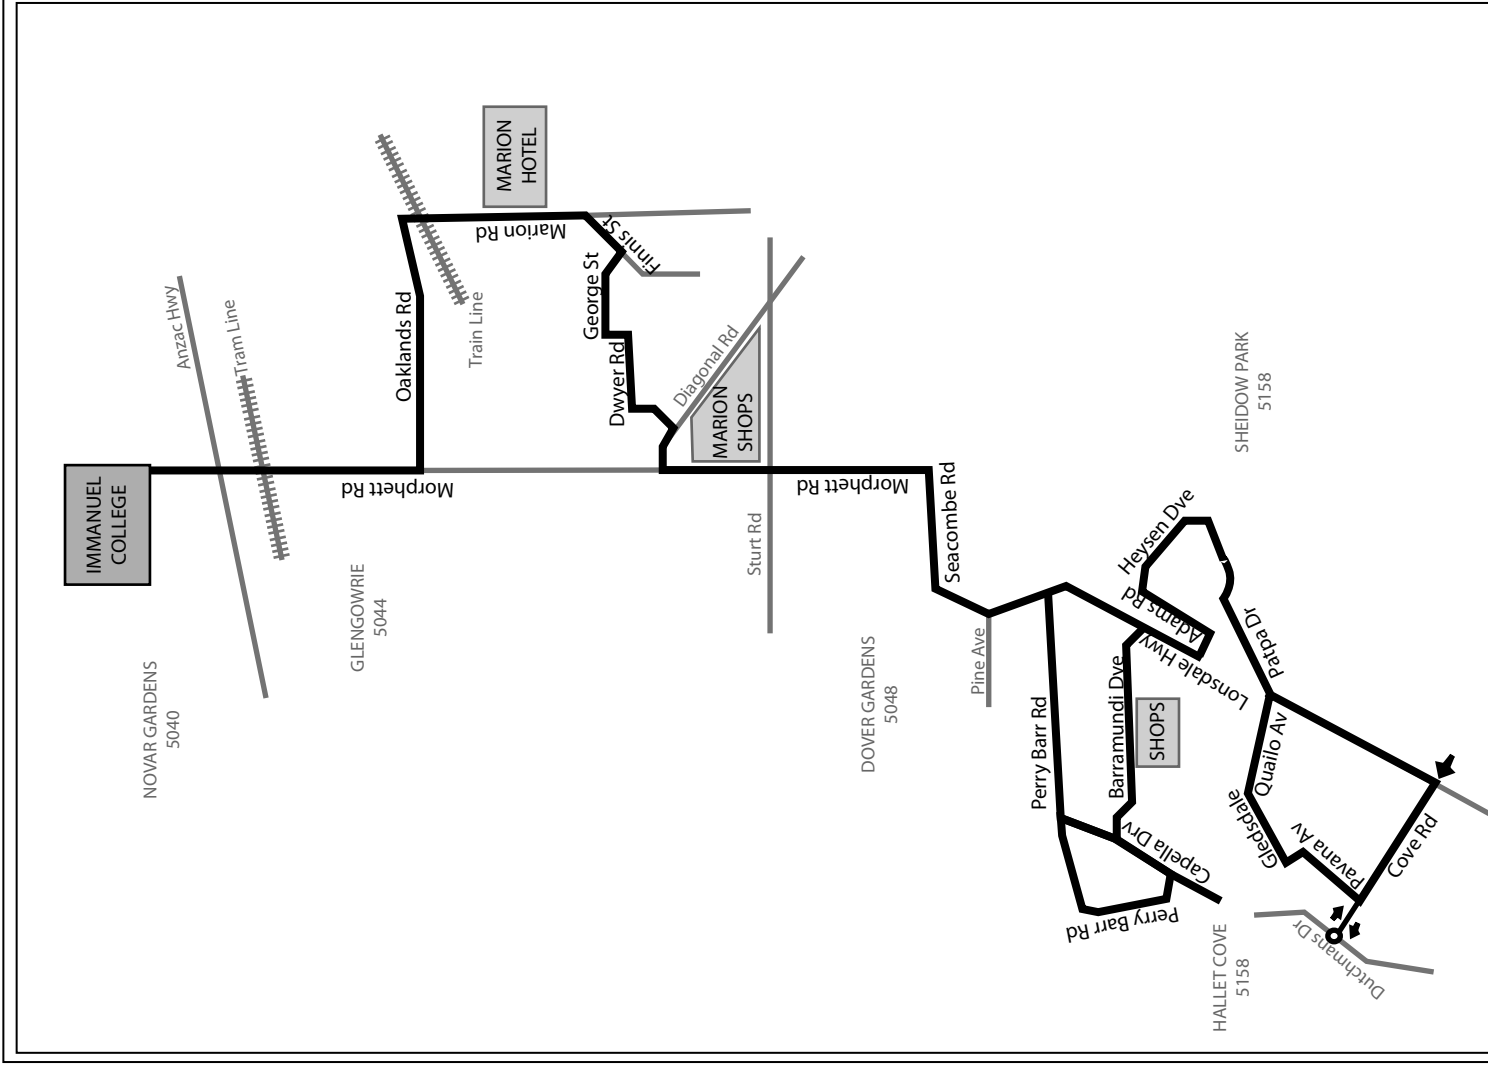 IMMANUEL
COLLEGE
NOVAR GARDENS
5040
Anzac Hwy
Tram Line
GLENGOWRIE
5044
Morphett Rd
Oaklands Rd
Train Line
MARION
HOTEL
Marion Rd
Finnis St
George St
Dwyer Rd
Diagonal Rd
MARION
SHOPS
Sturt Rd
Morphett Rd
Seacombe Rd
DOVER GARDENS
5048
Pine Ave
Perry Barr Rd
Barramundi Dve
SHOPS
Capella Drv
Perry Barr Rd
Lonsdale Hwy
Adams Rd
Heysen Dve
SHEIDOW PARK
5158
Patpa Dr
Quailo Av
Gledsdale
Pavana Av
Cove Rd
Dutchmans Dr
HALLET COVE
5158